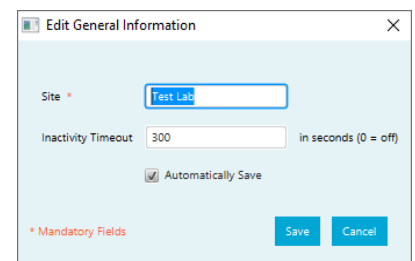 Edit General Information
Site *
Test Lab
Inactivity Timeout 300 in seconds (0 = off)
Automatically Save
* Mandatory Fields Save Cancel